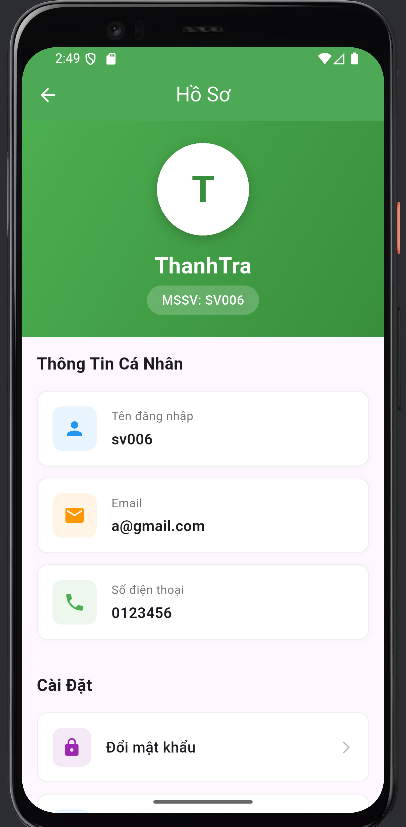 2:49
Hồ Sơ
T
ThanhTra
MSSV: SV006
Thông Tin Cá Nhân
Tên đăng nhập
sv006
Email
a@gmail.com
Số điện thoại
0123456
Cài Đặt
Đổi mật khẩu